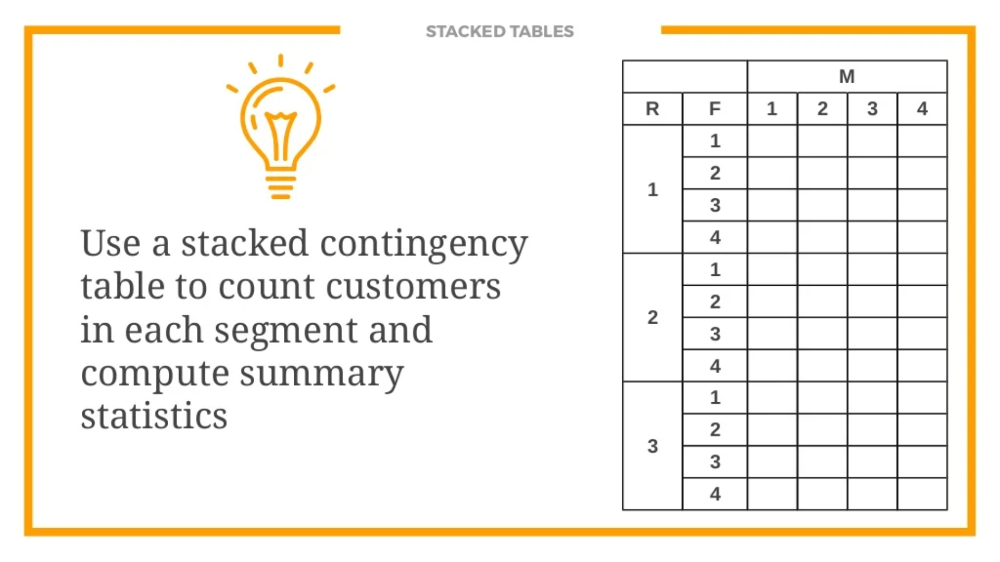 STACKED TABLES
Use a stacked contingency
table to count customers
in each segment and
compute summary
statistics
M
R F 1 2 3 4
1
1
2
3
4
2
1
2
3
4
3
1
2
3
4